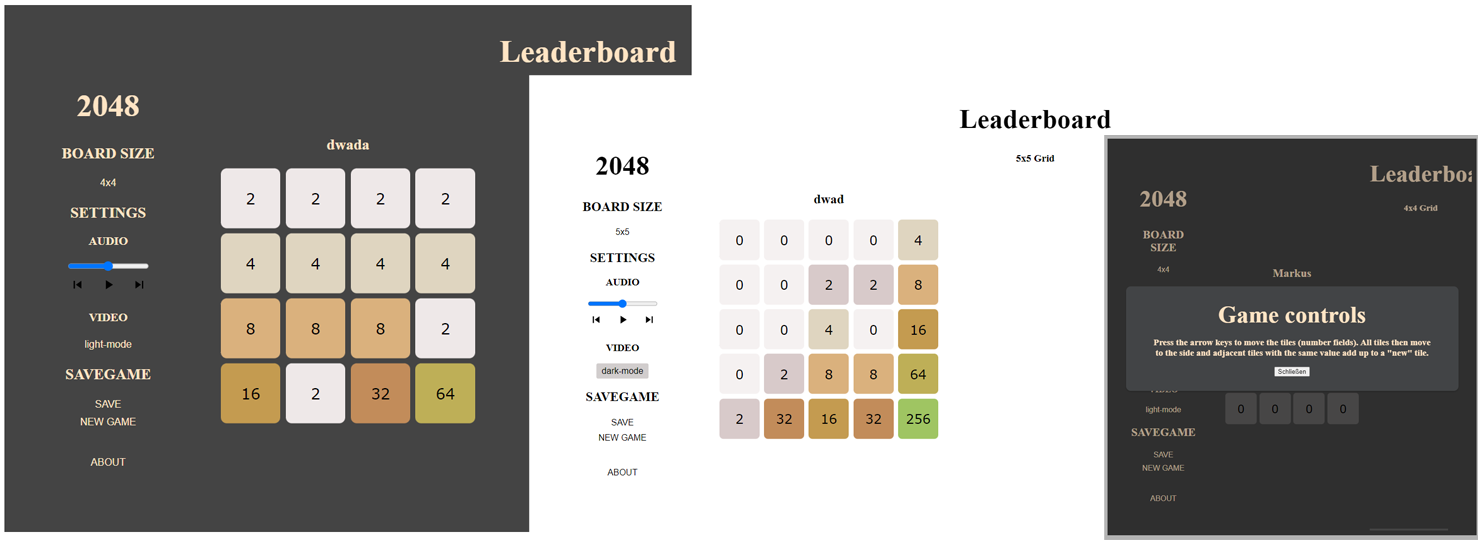 Leaderboard
2048
BOARD SIZE
4x4
SETTINGS
AUDIO
VIDEO
light-mode
SAVEGAME
SAVE
NEW GAME
ABOUT
dwada
2 2 2 2
4 4 4 4
8 8 8 2
16 2 32 64
Leaderboard
5x5 Grid
2048
BOARD SIZE
5x5
SETTINGS
AUDIO
VIDEO
dark-mode
SAVEGAME
SAVE
NEW GAME
ABOUT
dwad
0 0 0 0 4
0 0 2 2 8
0 0 4 0 16
0 2 8 8 64
2 32 16 32 256
Leaderboa
4x4 Grid
2048
BOARD
SIZE
4x4
Markus
Game controls
Press the arrow keys to move the tiles (number fields). All tiles then move
to the side and adjacent tiles with the same value add up to a "new" tile.
Schließen
light-mode
0 0 0 0
SAVEGAME
SAVE
NEW GAME
ABOUT